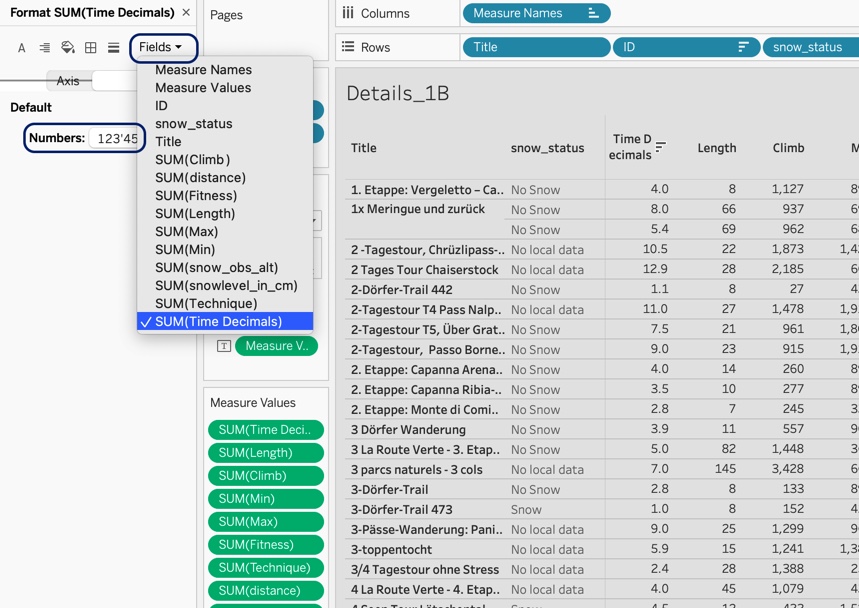 Format SUM(Time Decimals) ×
Fields
Axis
Default
Numbers: 123'45
Measure Names
Measure Values
ID
snow_status
Title
SUM(Climb)
SUM(distance)
SUM(Fitness)
SUM(Length)
SUM(Max)
SUM(Min)
SUM(snow_obs_alt)
SUM(snowlevel_in_cm)
SUM(Technique)
✓ SUM(Time Decimals)
Pages
T Measure V..
Measure Values
SUM(Time Deci..
SUM(Length)
SUM(Climb)
SUM(Min)
SUM(Max)
SUM(Fitness)
SUM(Technique)
SUM(distance)
Columns Measure Names
Rows Title ID snow_status
Details_1B
Title snow_status Time D
ecimals Length Climb M
1. Etappe: Vergeletto – Ca.. No Snow 4.0 8 1,127 8
1x Meringue und zurück No Snow 8.0 66 937 6
No Snow 5.4 69 962 6
2 -Tagestour, Chrüzlipass-.. No local data 10.5 22 1,873 1,4
2 Tages Tour Chaiserstock No local data 12.9 28 2,185 6
2-Dörfer-Trail 442 No Snow 1.1 8 27 4
2-Tagestour T4 Pass Nalp.. No local data 11.0 27 1,478 1,9
2-Tagestour T5, Über Grat.. No Snow 7.5 21 961 1,8
2-Tagestour, Passo Borne.. No Snow 9.0 23 915 1,9
2. Etappe: Capanna Arena.. No Snow 4.0 14 260 8
2. Etappe: Capanna Ribia-.. No Snow 3.5 10 277 8
2. Etappe: Monte di Comi.. No Snow 2.8 7 245 3
3 Dörfer Wanderung No Snow 3.9 11 557 9
3 La Route Verte - 3. Etap.. No Snow 5.0 82 1,448 3
3 parcs naturels - 3 cols No local data 7.0 145 3,428 6
3-Dörfer-Trail No Snow 2.8 8 133 8
3-Dörfer-Trail 473 Snow 1.0 8 152 4
3-Pässe-Wanderung: Pani.. No local data 9.0 25 1,299 9
3-toppentocht No local data 5.9 15 1,241 1,3
3/4 Tagestour ohne Stress No local data 2.4 28 1,388 2
4 La Route Verte - 4. Etap.. No local data 4.0 45 1,079 4